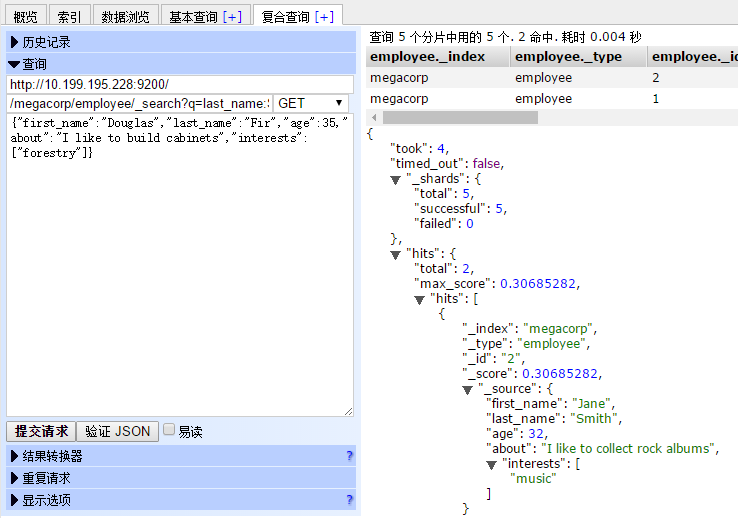 概览 索引 数据浏览 基本查询 [+] 复合查询 [+]
历史记录
查询
http://10.199.195.228:9200/
/megacorp/employee/_search?q=last_name: GET
{"first_name":"Douglas","last_name":"Fir","age":35,"
about":"I like to build cabinets","interests":
["forestry"]}
提交请求 验证 JSON 易读
结果转换器 ?
重复请求
显示选项 ?
查询 5 个分片中用的 5 个. 2 命中. 耗时 0.004 秒
employee._index employee._type employee._id
megacorp employee 2
megacorp employee 1
{
"took": 4,
"timed_out": false,
"_shards": {
"total": 5,
"successful": 5,
"failed": 0
},
"hits": {
"total": 2,
"max_score": 0.30685282,
"hits": [
{
"_index": "megacorp",
"_type": "employee",
"_id": "2",
"_score": 0.30685282,
"_source": {
"first_name": "Jane",
"last_name": "Smith",
"age": 32,
"about": "I like to collect rock albums",
"interests": [
"music"
]
}